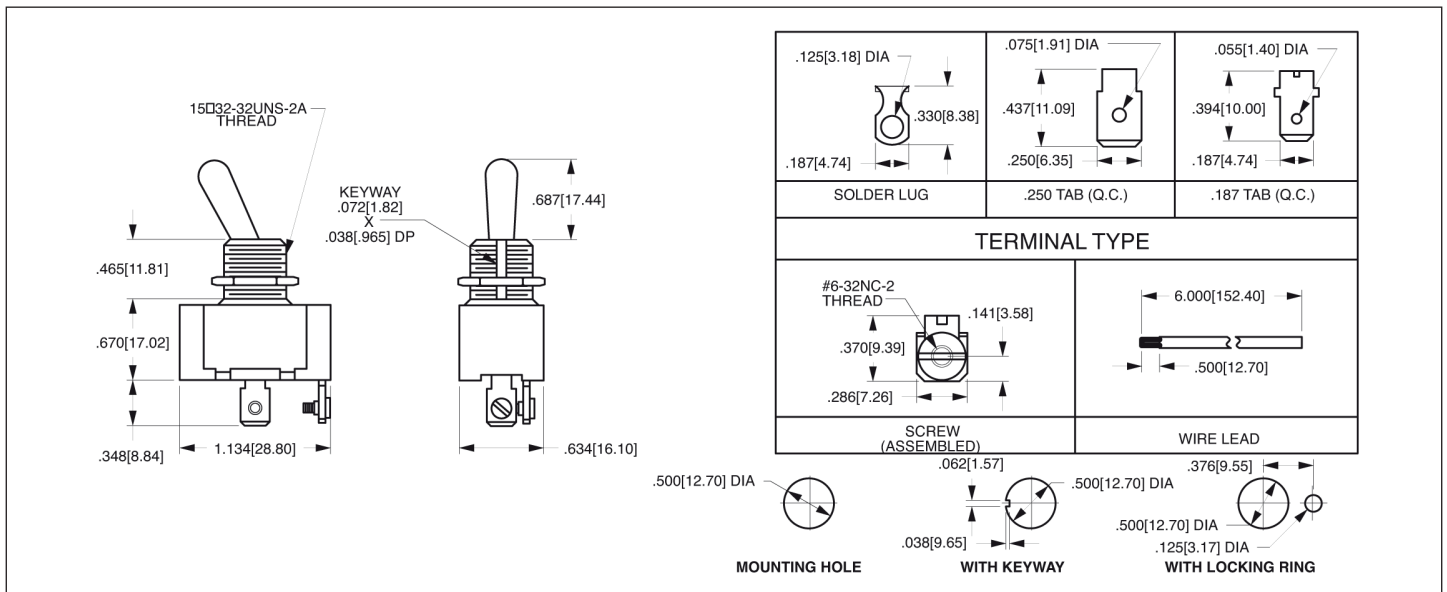 15□32-32UNS-2A
THREAD
.465[11.81]
.670[17.02]
.348[8.84]
1.134[28.80]
KEYWAY
.072[1.82]
X
.038[.965] DP
.687[17.44]
.634[16.10]
.125[3.18] DIA
.330[8.38]
.187[4.74]
SOLDER LUG
.075[1.91] DIA
.437[11.09]
.250[6.35]
.250 TAB (Q.C.)
.055[1.40] DIA
.394[10.00]
.187[4.74]
.187 TAB (Q.C.)
TERMINAL TYPE
#6-32NC-2
THREAD
.141[3.58]
.370[9.39]
.286[7.26]
SCREW
(ASSEMBLED)
6.000[152.40]
.500[12.70]
WIRE LEAD
.500[12.70] DIA
MOUNTING HOLE
.062[1.57]
.500[12.70] DIA
.038[9.65]
WITH KEYWAY
.376[9.55]
.500[12.70] DIA
.125[3.17] DIA
WITH LOCKING RING